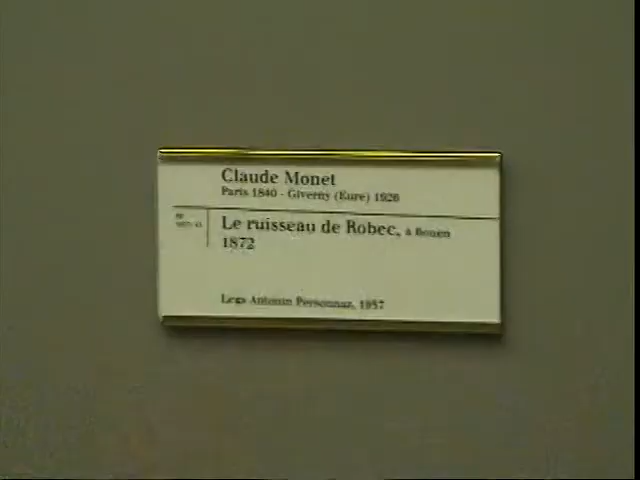 Claude Monet
Paris 1840 - Giverny (Eure) 1926
Le ruisseau de Robec, à Rouen
1872
Legs Antonin Personnaz, 1937